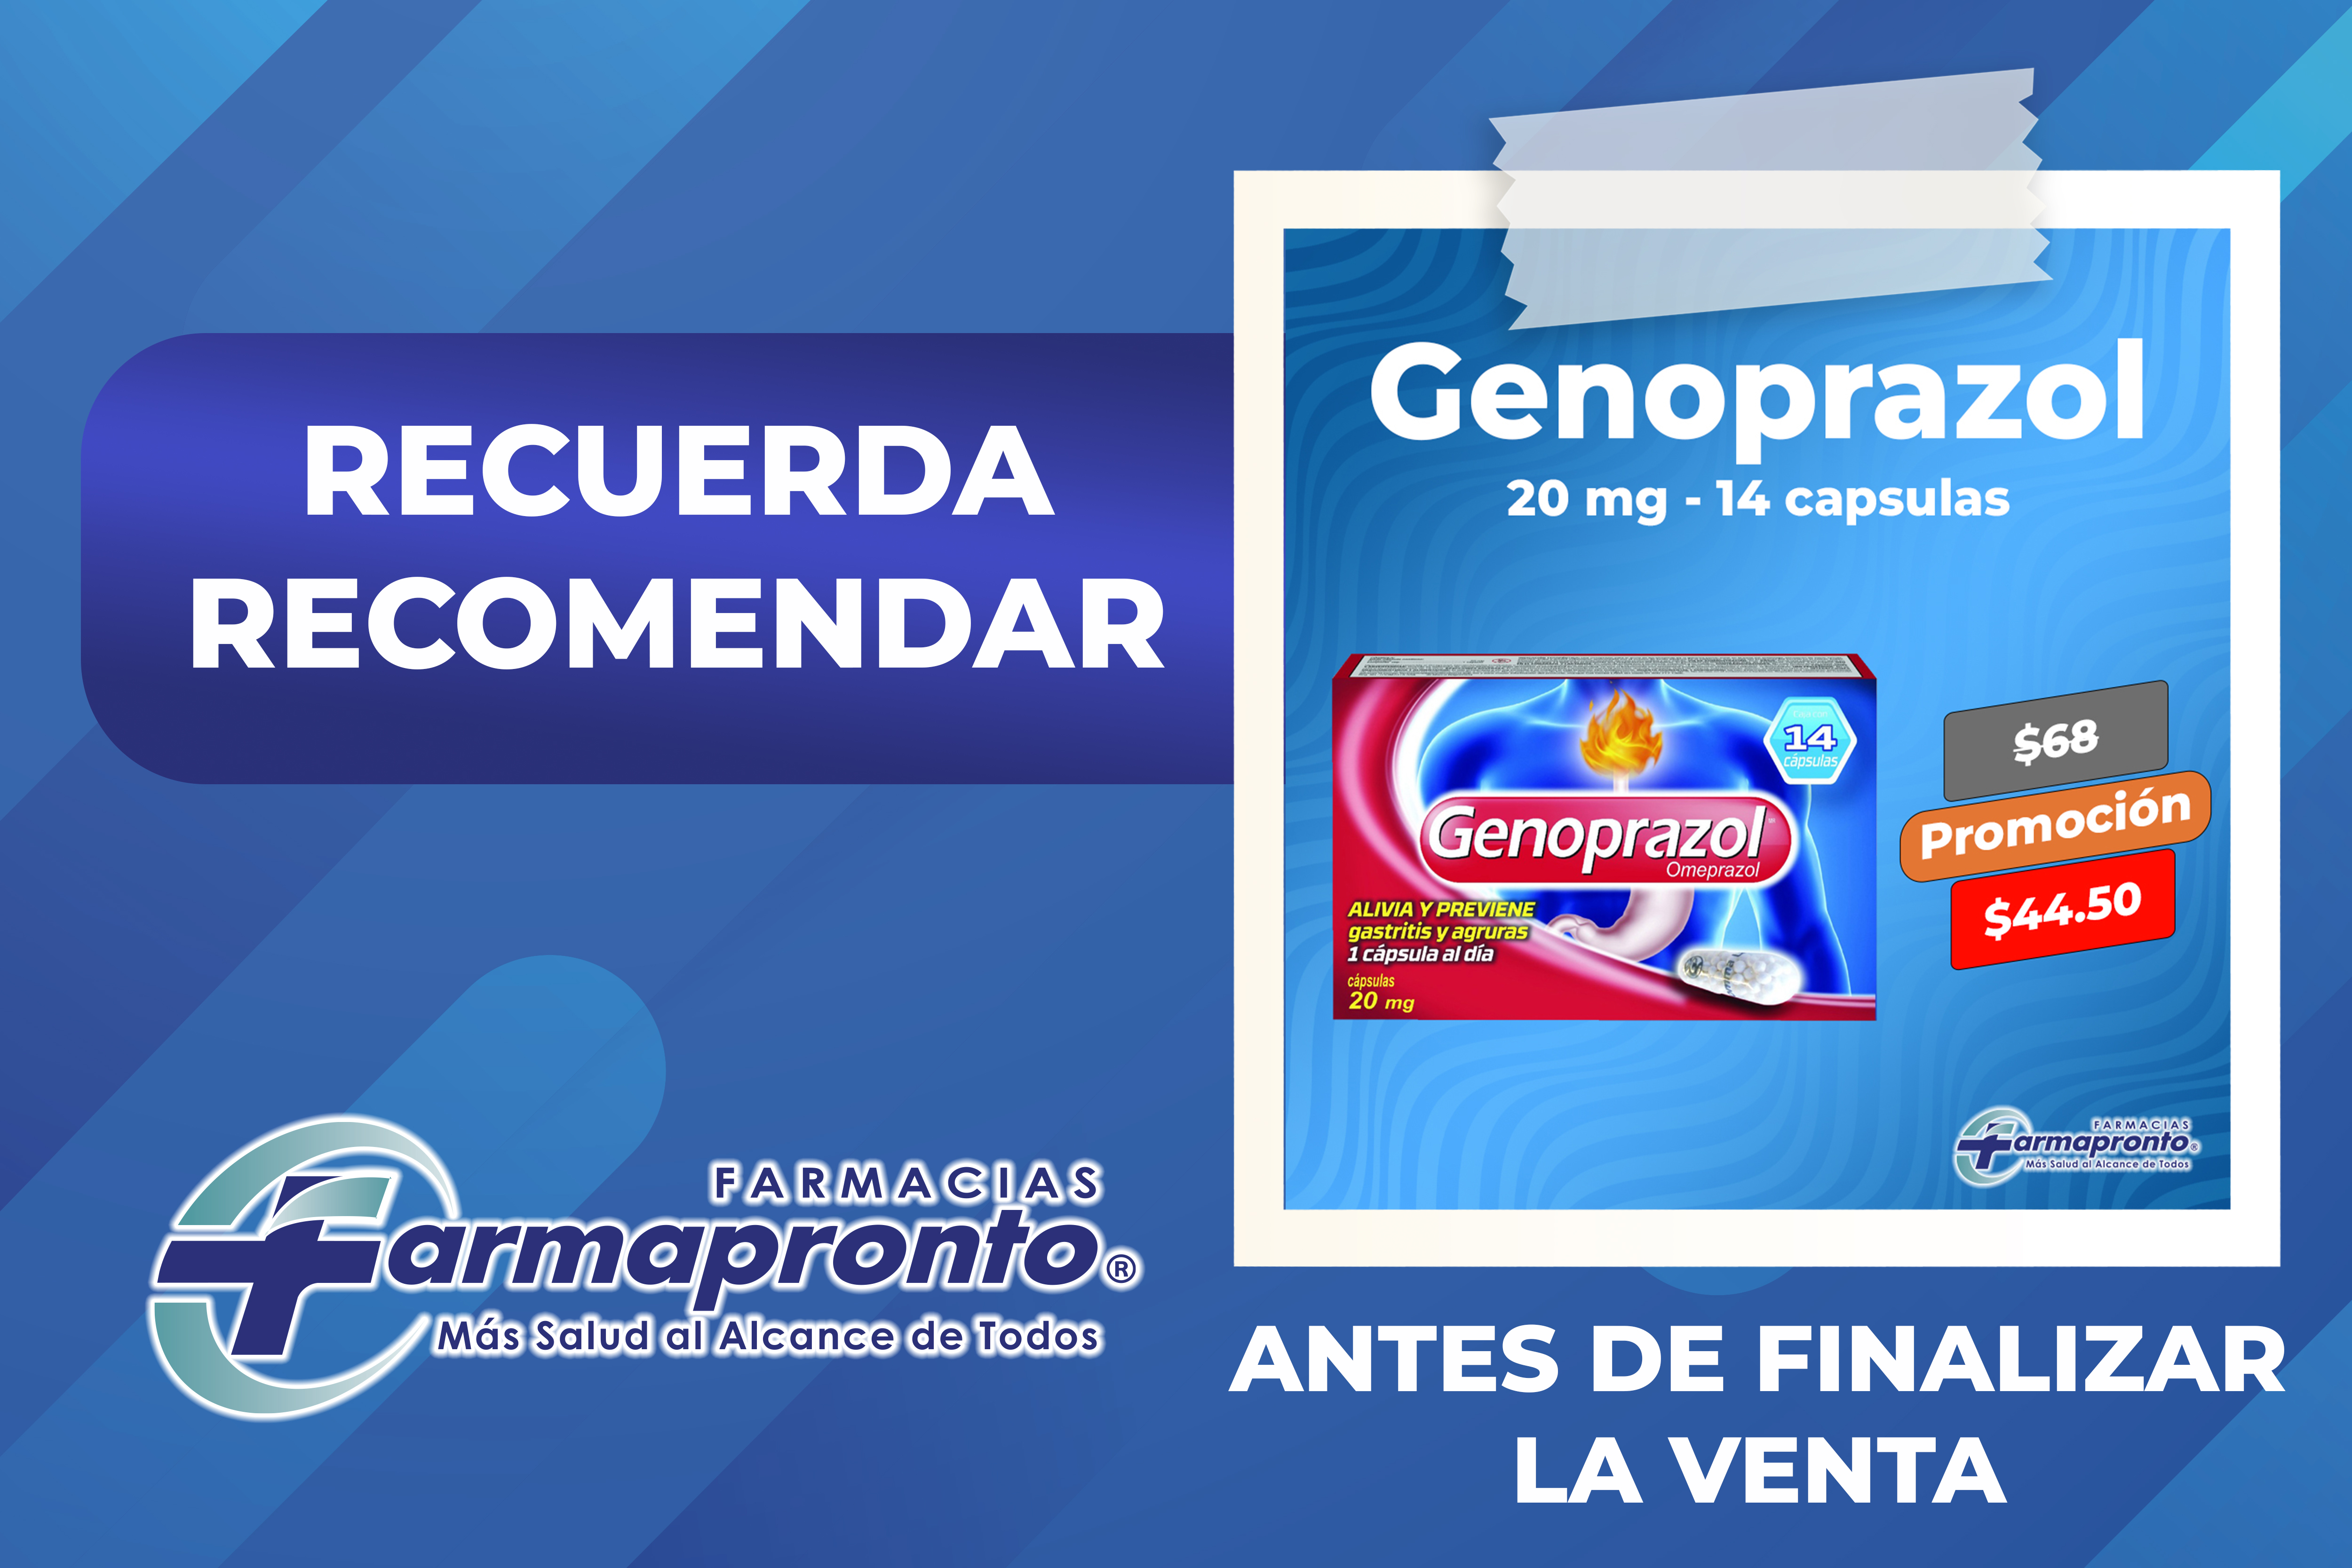 RECUERDA
RECOMENDAR
Genoprazol
20 mg - 14 capsulas
14
cápsulas
Genoprazol
Omeprazol
ALIVIA Y PREVIENE
gastritis y agruras
1 cápsula al día
cápsulas
20 mg
$68
Promoción
$44.50
FARMACIAS
Farmapronto®
Más Salud al Alcance de Todos
FARMACIAS
Farmapronto®
Más Salud al Alcance de Todos
ANTES DE FINALIZAR
LA VENTA